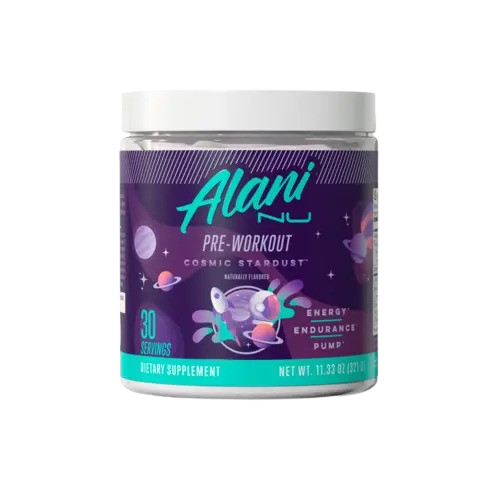 Alani
NU
PRE-WORKOUT
COSMIC STARDUST™
NATURALLY FLAVORED
30
SERVINGS
ENERGY*
ENDURANCE*
PUMP*
DIETARY SUPPLEMENT
NET WT. 11.33 OZ (321 G)